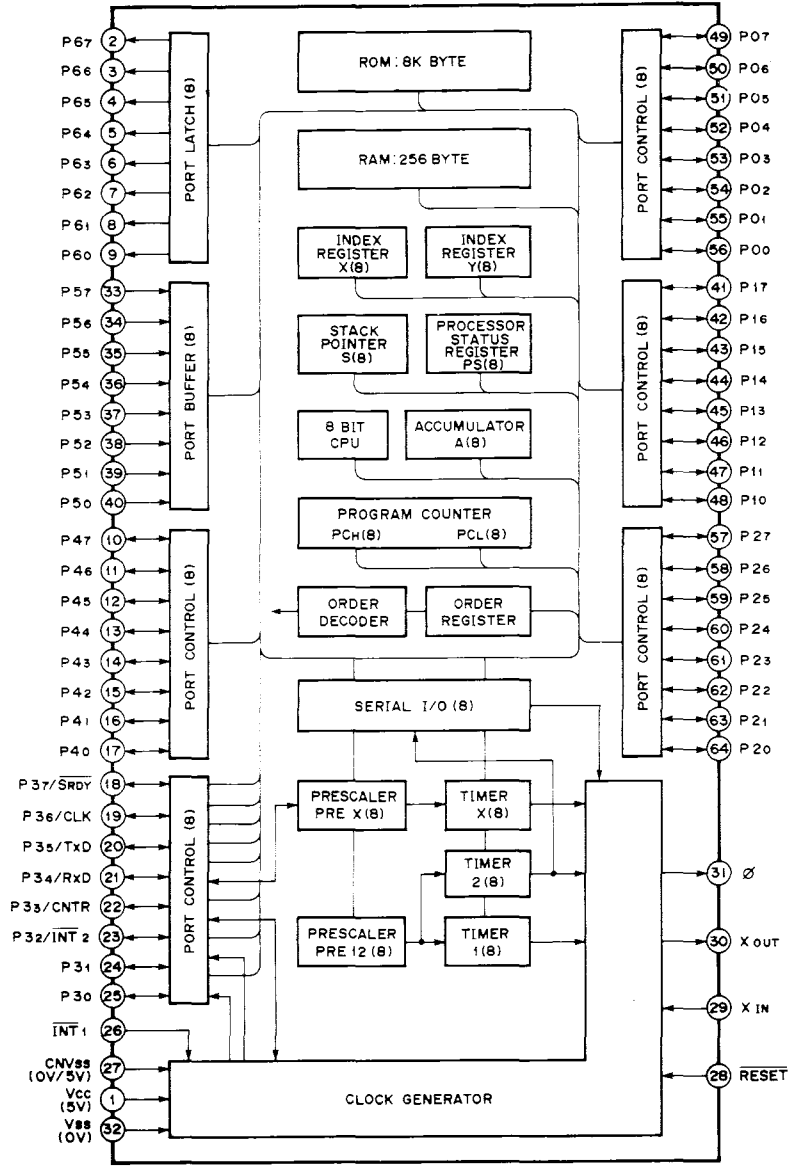 P67 2
P66 3
P65 4
P64 5
P63 6
P62 7
P61 8
P60 9
PORT LATCH (8)
P57 33
P56 34
P55 35
P54 36
P53 37
P52 38
P51 39
P50 40
PORT BUFFER (8)
P47 10
P46 11
P45 12
P44 13
P43 14
P42 15
P41 16
P40 17
PORT CONTROL (8)
P37/SRDY 18
P36/CLK 19
P35/TxD 20
P34/RxD 21
P33/CNTR 22
P32/INT2 23
P31 24
P30 25
PORT CONTROL (8)
INT1 26
CNVSS 27
(0V/5V)
VCC 1
(5V)
VSS 32
(0V)
ROM:8K BYTE
RAM:256 BYTE
INDEX
REGISTER
X(8)
INDEX
REGISTER
Y(8)
STACK
POINTER
S(8)
PROCESSOR
STATUS
REGISTER
PS(8)
8 BIT
CPU
ACCUMULATOR
A(8)
PROGRAM COUNTER
PCH(8) PCL(8)
ORDER
DECODER
ORDER
REGISTER
SERIAL I/O (8)
PRESCALER
PRE X(8)
TIMER
X(8)
TIMER
2(8)
PRESCALER
PRE 12(8)
TIMER
1(8)
CLOCK GENERATOR
PORT CONTROL (8)
49 P07
50 P06
51 P05
52 P04
53 P03
54 P02
55 P01
56 P00
PORT CONTROL (8)
41 P17
42 P16
43 P15
44 P14
45 P13
46 P12
47 P11
48 P10
PORT CONTROL (8)
57 P27
58 P26
59 P25
60 P24
61 P23
62 P22
63 P21
64 P20
31 Ø
30 XOUT
29 XIN
28 RESET